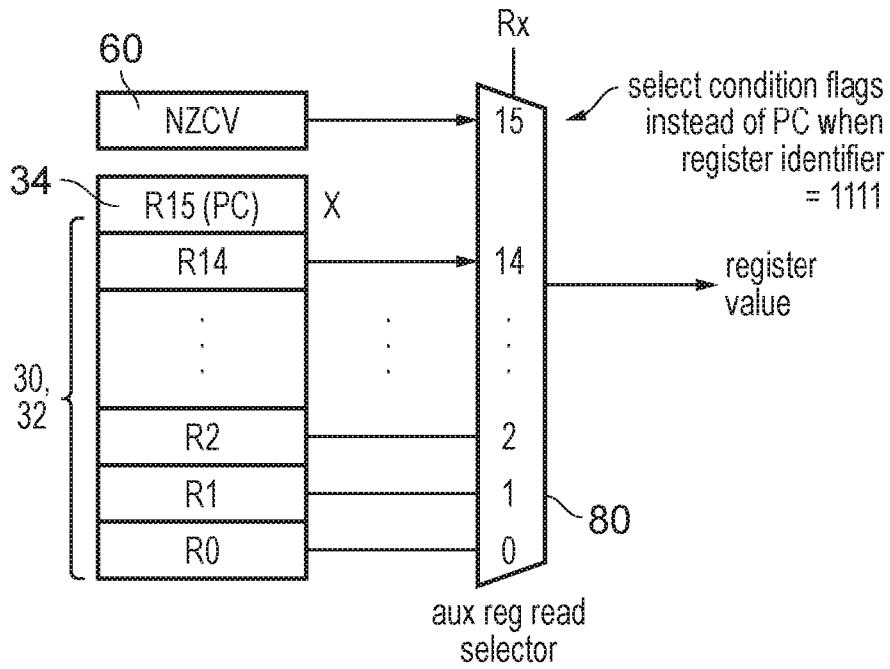 Rx
60
NZCV
15
select condition flags
instead of PC when
register identifier
= 1111
34
R15 (PC)
X
R14
14
register
value
30,
32
R2
2
R1
1
80
R0
0
aux reg read
selector